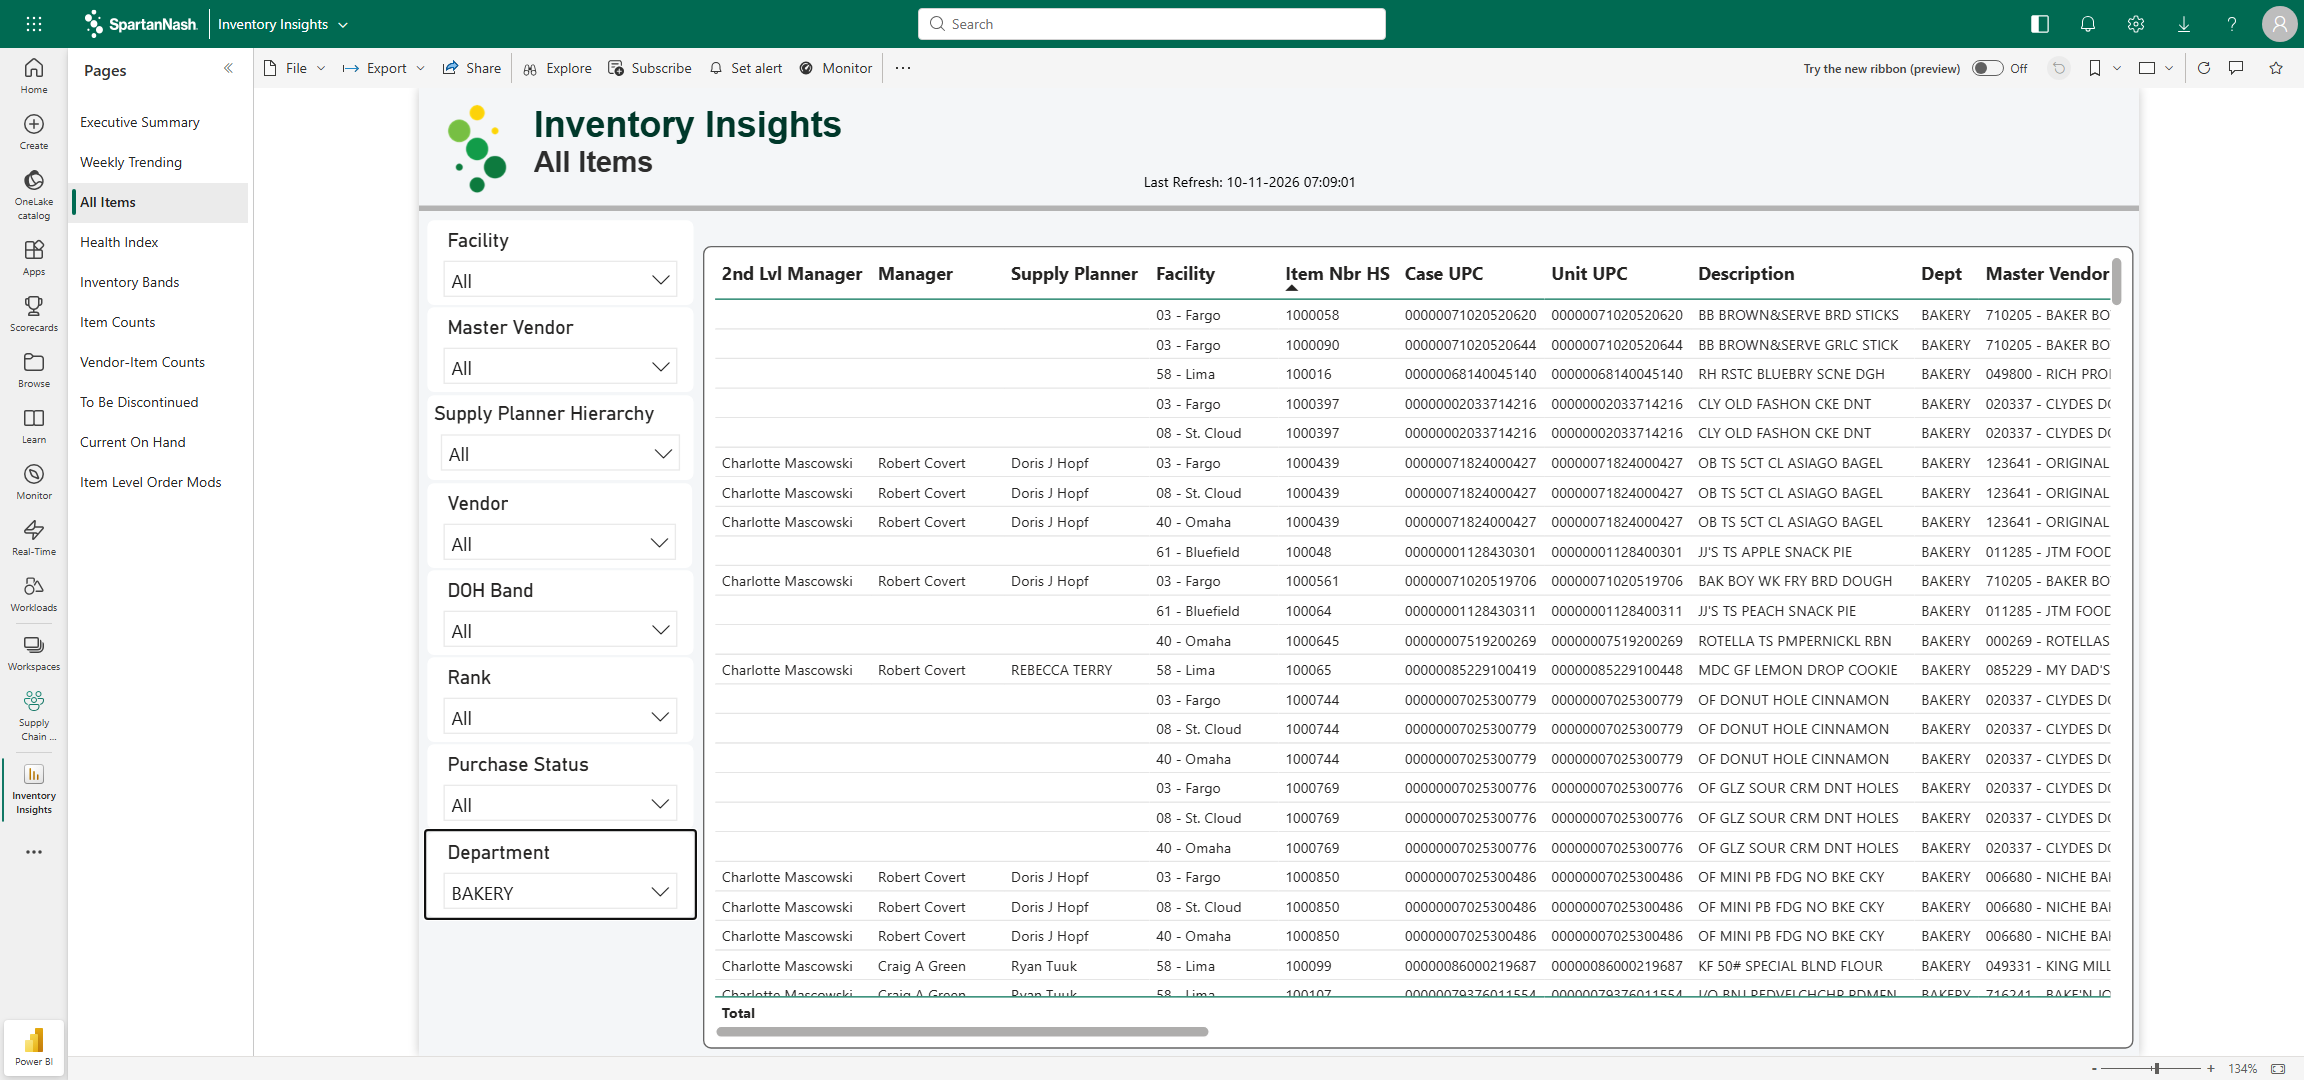 SpartanNash
Inventory Insights
Search
Home
Create
OneLake
catalog
Apps
Scorecards
Browse
Learn
Monitor
Real-Time
Workloads
Workspaces
Supply
Chain ...
Inventory
Insights
Power BI
Pages
Executive Summary
Weekly Trending
All Items
Health Index
Inventory Bands
Item Counts
Vendor-Item Counts
To Be Discontinued
Current On Hand
Item Level Order Mods
File Export Share Explore Subscribe Set alert Monitor ...
Try the new ribbon (preview) Off
Inventory Insights
All Items
Last Refresh: 10-11-2026 07:09:01
Facility
All
Master Vendor
All
Supply Planner Hierarchy
All
Vendor
All
DOH Band
All
Rank
All
Purchase Status
All
Department
BAKERY
2nd Lvl Manager Manager Supply Planner Facility Item Nbr HS Case UPC Unit UPC Description Dept Master Vendor
03 - Fargo 1000058 00000071020520620 00000071020520620 BB BROWN&SERVE BRD STICKS BAKERY 710205 - BAKER BO
03 - Fargo 1000090 00000071020520644 00000071020520644 BB BROWN&SERVE GRLC STICK BAKERY 710205 - BAKER BO
58 - Lima 100016 00000068140045140 00000068140045140 RH RSTC BLUEBRY SCNE DGH BAKERY 049800 - RICH PRO
03 - Fargo 1000397 00000002033714216 00000002033714216 CLY OLD FASHON CKE DNT BAKERY 020337 - CLYDES DO
08 - St. Cloud 1000397 00000002033714216 00000002033714216 CLY OLD FASHON CKE DNT BAKERY 020337 - CLYDES DO
Charlotte Mascowski Robert Covert Doris J Hopf 03 - Fargo 1000439 00000071824000427 00000071824000427 OB TS 5CT CL ASIAGO BAGEL BAKERY 123641 - ORIGINAL
Charlotte Mascowski Robert Covert Doris J Hopf 08 - St. Cloud 1000439 00000071824000427 00000071824000427 OB TS 5CT CL ASIAGO BAGEL BAKERY 123641 - ORIGINAL
Charlotte Mascowski Robert Covert Doris J Hopf 40 - Omaha 1000439 00000071824000427 00000071824000427 OB TS 5CT CL ASIAGO BAGEL BAKERY 123641 - ORIGINAL
61 - Bluefield 100048 00000001128430301 00000001128400301 JJ'S TS APPLE SNACK PIE BAKERY 011285 - JTM FOOD
Charlotte Mascowski Robert Covert Doris J Hopf 03 - Fargo 1000561 00000071020519706 00000071020519706 BAK BOY WK FRY BRD DOUGH BAKERY 710205 - BAKER BO
61 - Bluefield 100064 00000001128430311 00000001128400311 JJ'S TS PEACH SNACK PIE BAKERY 011285 - JTM FOOD
40 - Omaha 1000645 00000007519200269 00000007519200269 ROTELLA TS PMPERNICKL RBN BAKERY 000269 - ROTELLAS
Charlotte Mascowski Robert Covert REBECCA TERRY 58 - Lima 100065 00000085229100419 00000085229100448 MDC GF LEMON DROP COOKIE BAKERY 085229 - MY DAD'S
03 - Fargo 1000744 00000007025300779 00000007025300779 OF DONUT HOLE CINNAMON BAKERY 020337 - CLYDES DO
08 - St. Cloud 1000744 00000007025300779 00000007025300779 OF DONUT HOLE CINNAMON BAKERY 020337 - CLYDES DO
40 - Omaha 1000744 00000007025300779 00000007025300779 OF DONUT HOLE CINNAMON BAKERY 020337 - CLYDES DO
03 - Fargo 1000769 00000007025300776 00000007025300776 OF GLZ SOUR CRM DNT HOLES BAKERY 020337 - CLYDES DO
08 - St. Cloud 1000769 00000007025300776 00000007025300776 OF GLZ SOUR CRM DNT HOLES BAKERY 020337 - CLYDES DO
40 - Omaha 1000769 00000007025300776 00000007025300776 OF GLZ SOUR CRM DNT HOLES BAKERY 020337 - CLYDES DO
Charlotte Mascowski Robert Covert Doris J Hopf 03 - Fargo 1000850 00000007025300486 00000007025300486 OF MINI PB FDG NO BKE CKY BAKERY 006680 - NICHE BA
Charlotte Mascowski Robert Covert Doris J Hopf 08 - St. Cloud 1000850 00000007025300486 00000007025300486 OF MINI PB FDG NO BKE CKY BAKERY 006680 - NICHE BA
Charlotte Mascowski Robert Covert Doris J Hopf 40 - Omaha 1000850 00000007025300486 00000007025300486 OF MINI PB FDG NO BKE CKY BAKERY 006680 - NICHE BA
Charlotte Mascowski Craig A Green Ryan Tuuk 58 - Lima 100099 00000086000219687 00000086000219687 KF 50# SPECIAL BLND FLOUR BAKERY 049331 - KING MILL
Charlotte Mascowski Craig A Green Ryan Tuuk 58 - Lima 100107 00000079376011554 00000079376011554 BAKERY 716241 - BAKE'N
Total
- + 134%